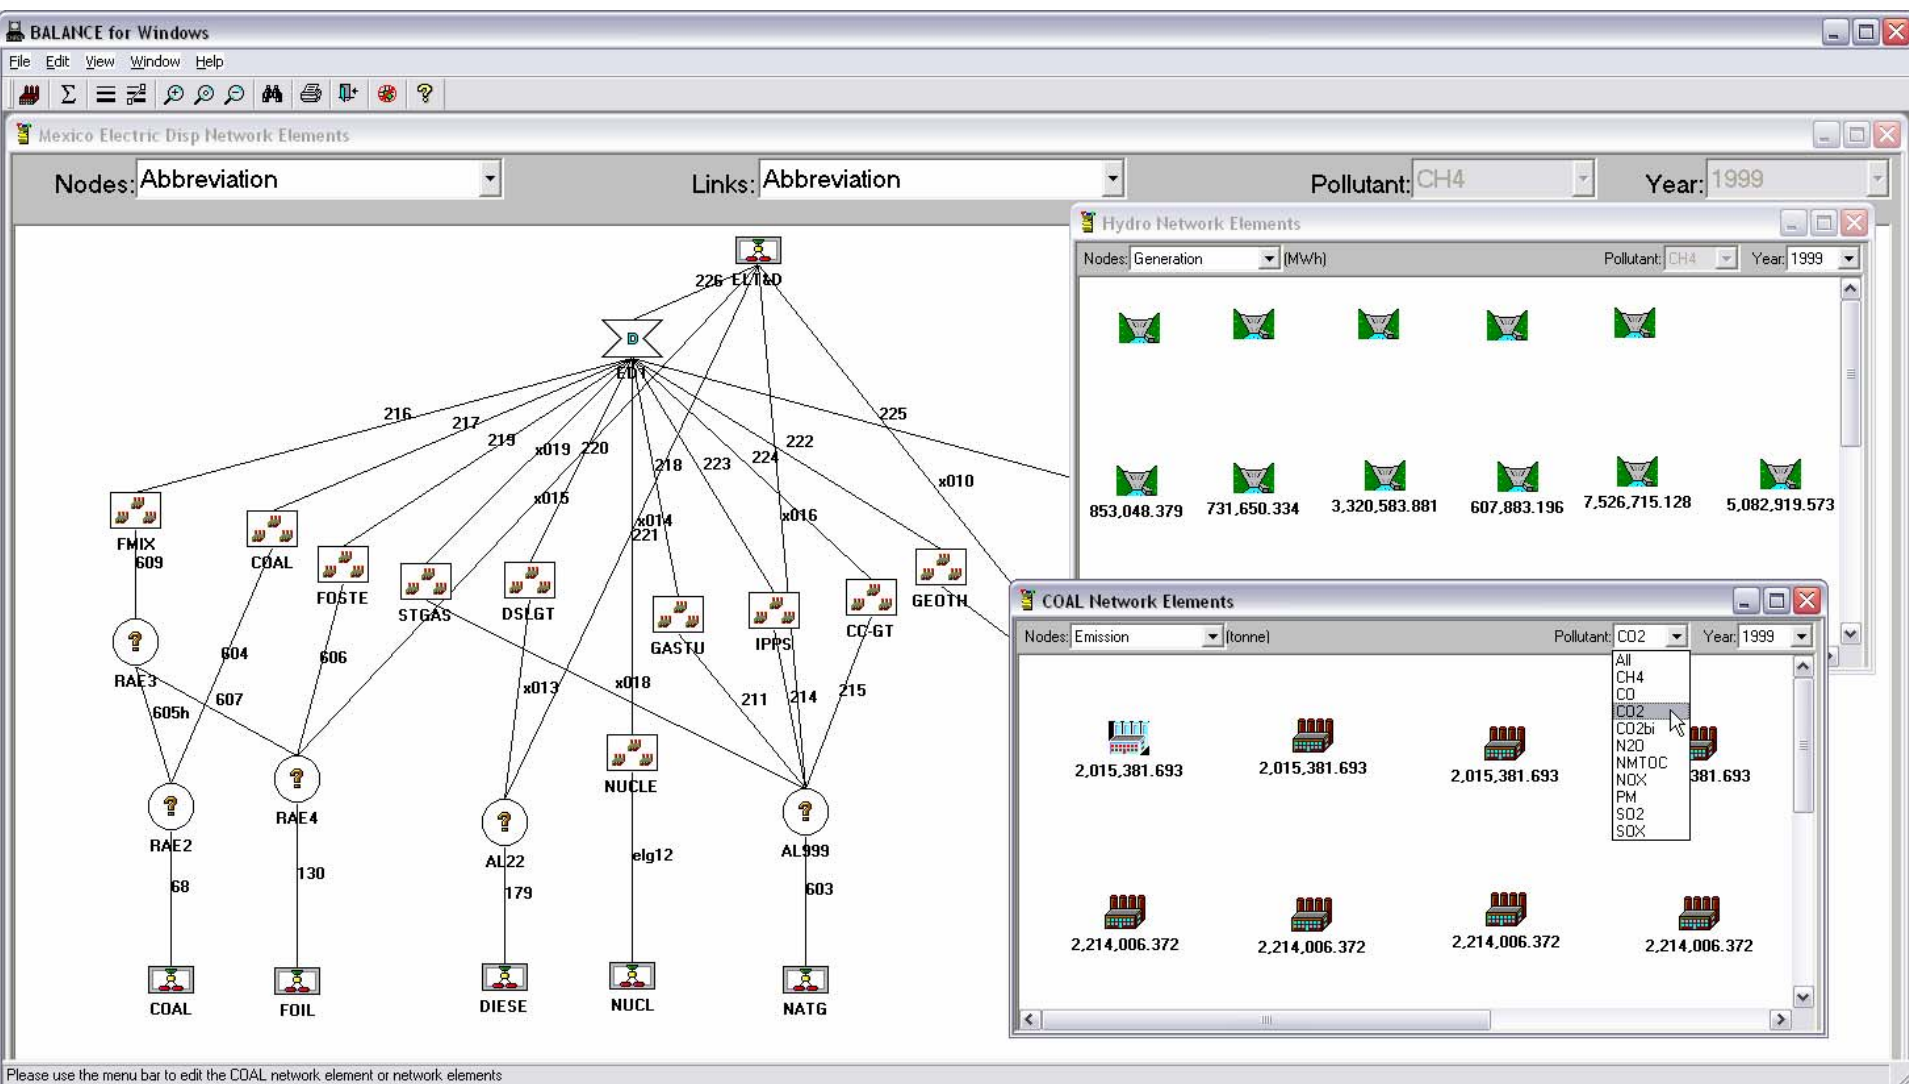 BALANCE for Windows
File Edit View Window Help
Mexico Electric Disp Network Elements
Nodes: Abbreviation Links: Abbreviation Pollutant: CH4 Year: 1999
226 ELT&D
D
ED1
216
217
219
x019 220
218 223 224 222
225
x010
x015
x014
221
x016
FMIX
609
COAL
FOSTE
STGAS
DSLGT
GASTU
IPPS
CC-GT
GEOTH
RAE3
604
606
607
605h
x013
x018
211 214 215
NUCLE
RAE2
RAE4
AL22
AL999
elg12
68
130
179
603
COAL
FOIL
DIESE
NUCL
NATG
Hydro Network Elements
Nodes: Generation (MWh) Pollutant: CH4 Year: 1999
853,048.379 731,650.334 3,320,583.881 607,883.196 7,526,715.128 5,082,919.573
COAL Network Elements
Nodes: Emission (tonne) Pollutant: CO2 Year: 1999
All
CH4
CO
CO2
CO2bi
N2O
NMTOC
NOX
PM
SO2
SOX
2,015,381.693 2,015,381.693 2,015,381.693 381.693
2,214,006.372 2,214,006.372 2,214,006.372 2,214,006.372
Please use the menu bar to edit the COAL network element or network elements